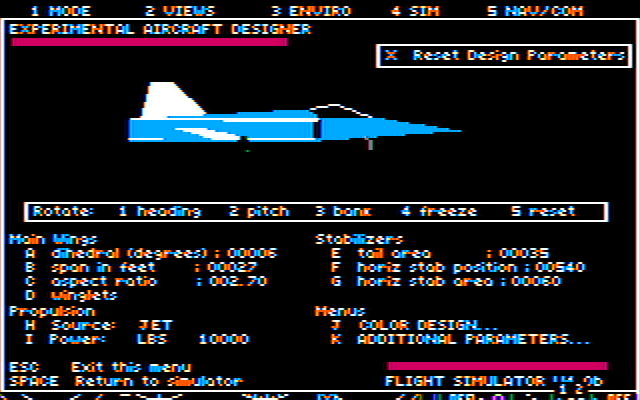 1 MODE 2 VIEWS 3 ENVIRO 4 SIM 5 NAV/COM
EXPERIMENTAL AIRCRAFT DESIGNER
X Reset Design Parameters
Rotate: 1 heading 2 pitch 3 bank 4 freeze 5 reset
Main Wings
A dihedral (degrees) : 00006
B span in feet : 00027
C aspect ratio : 002.70
D winglets
Stabilizers
E tail area : 00035
F horiz stab position : 00540
G horiz stab area : 00060
Propulsion
H Source: JET
I Power: LBS 10000
Menus
J COLOR DESIGN...
K ADDITIONAL PARAMETERS...
ESC Exit this menu
SPACE Return to simulator
FLIGHT SIMULATOR